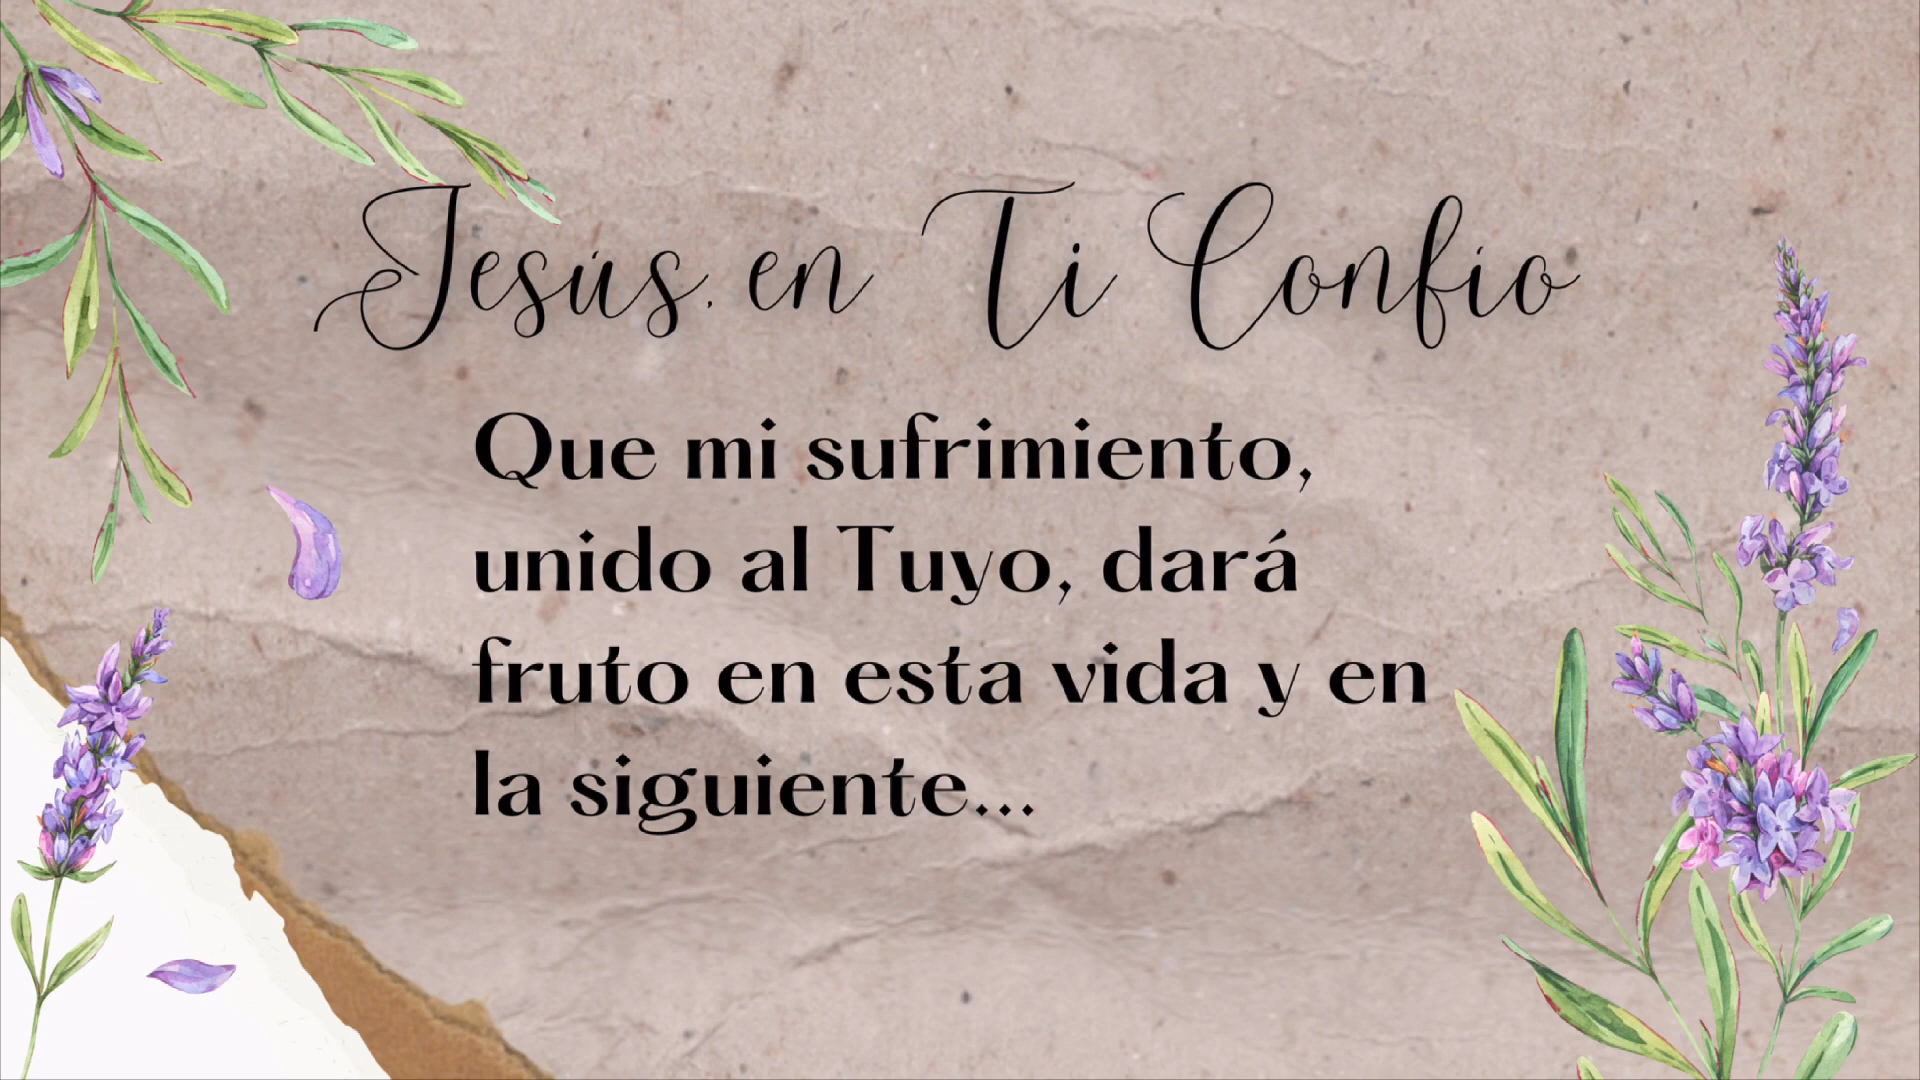 Jesús, en Ti Confío
Que mi sufrimiento,
unido al Tuyo, dará
fruto en esta vida y en
la siguiente...